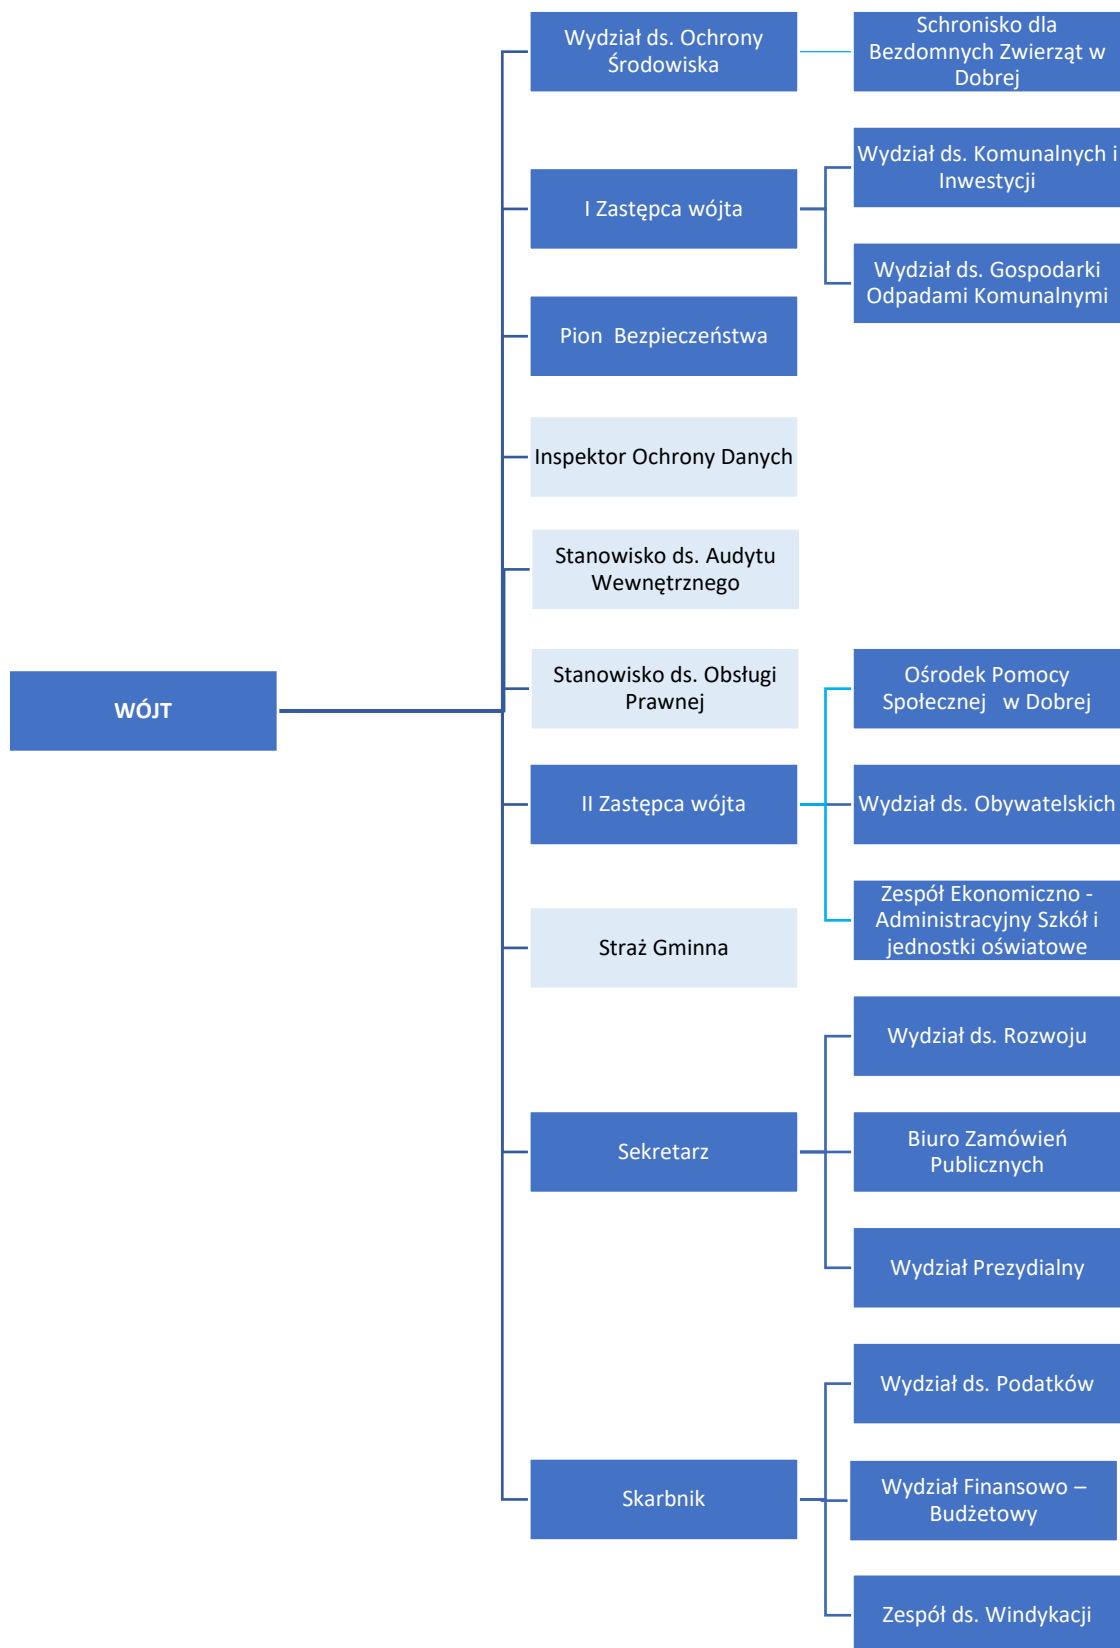 Wydział ds. Ochrony
Środowiska
Schronisko dla
Bezdomnych Zwierząt w
Dobrej
I Zastępca wójta
Wydział ds. Komunalnych i
Inwestycji
Wydział ds. Gospodarki
Odpadami Komunalnymi
Pion  Bezpieczeństwa
Inspektor Ochrony Danych
Stanowisko ds. Audytu
Wewnętrznego
WÓJT
Stanowisko ds. Obsługi
Prawnej
II Zastępca wójta
Ośrodek Pomocy
Społecznej   w Dobrej
Wydział ds. Obywatelskich
Zespół Ekonomiczno -
Administracyjny Szkół i
jednostki oświatowe
Straż Gminna
Sekretarz
Wydział ds. Rozwoju
Biuro Zamówień
Publicznych
Wydział Prezydialny
Skarbnik
Wydział ds. Podatków
Wydział Finansowo –
Budżetowy
Zespół ds. Windykacji